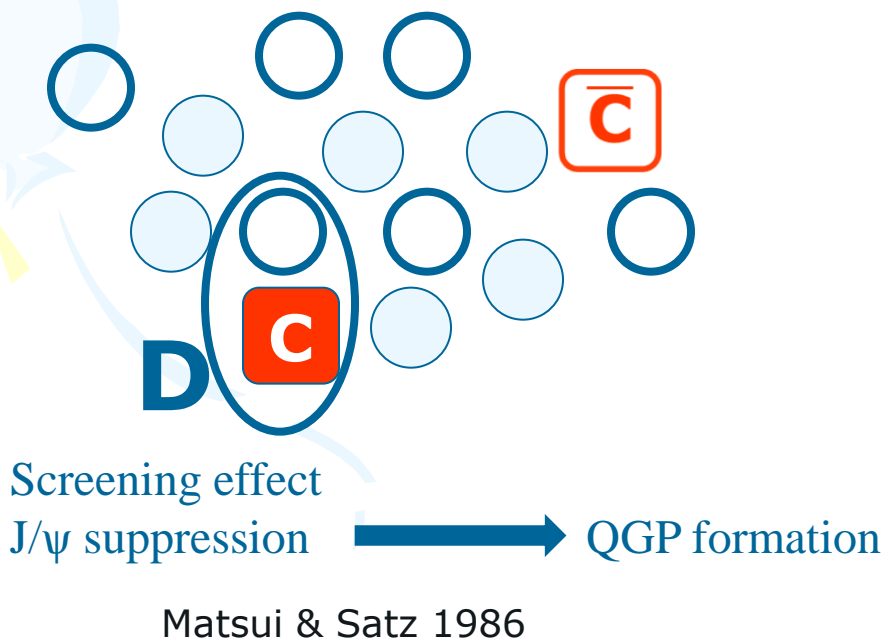 C̅
C
D
Screening effect
J/ψ suppression QGP formation
Matsui & Satz 1986